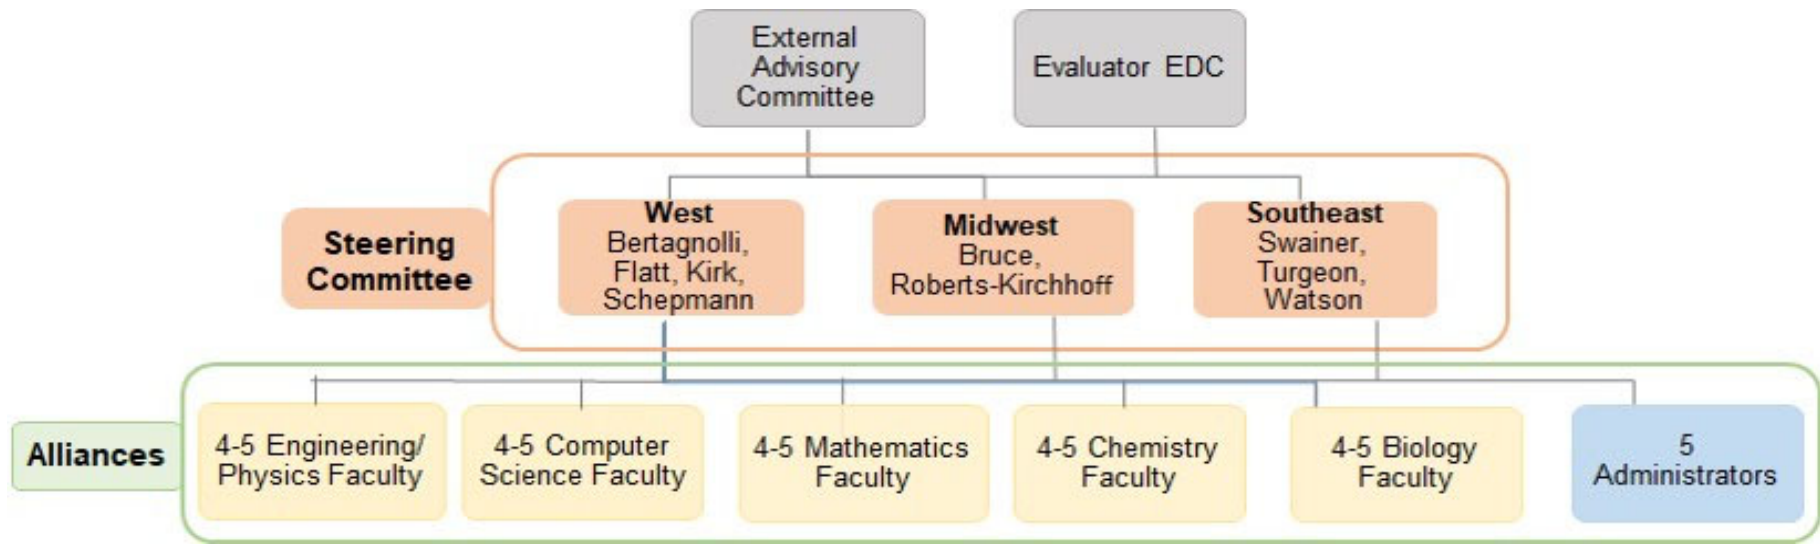 External
Advisory
Committee
Evaluator EDC
Steering
Committee
West
Bertagnolli,
Flatt, Kirk,
Schepmann
Midwest
Bruce,
Roberts-Kirchhoff
Southeast
Swainer,
Turgeon,
Watson
Alliances
4-5 Engineering/
Physics Faculty
4-5 Computer
Science Faculty
4-5 Mathematics
Faculty
4-5 Chemistry
Faculty
4-5 Biology
Faculty
5
Administrators